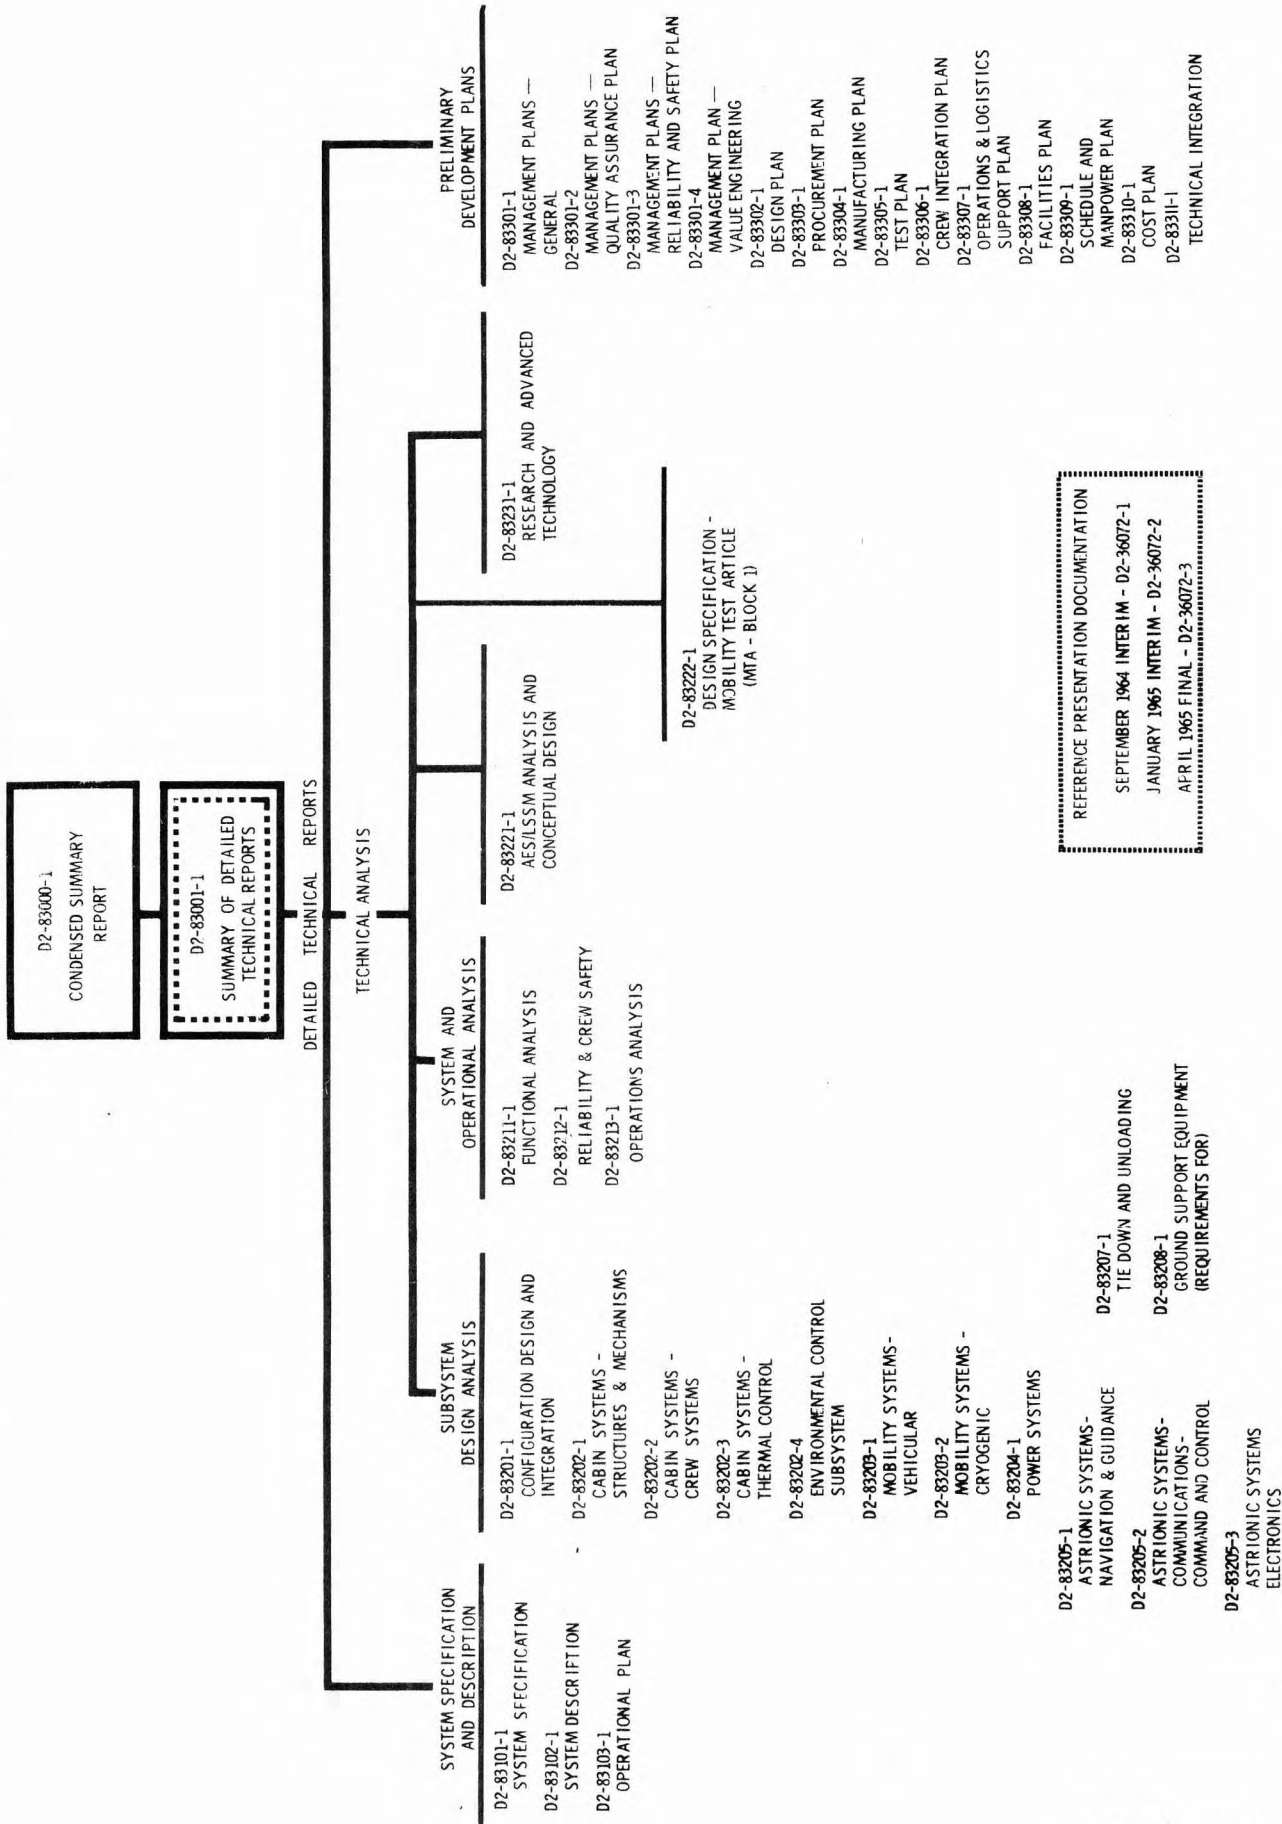 D2-83000-1
CONDENSED SUMMARY
REPORT
D2-83001-1
SUMMARY OF DETAILED
TECHNICAL REPORTS
DETAILED TECHNICAL REPORTS
TECHNICAL ANALYSIS
SYSTEM SPECIFICATION
AND DESCRIPTION
D2-83101-1
SYSTEM SPECIFICATION
D2-83102-1
SYSTEM DESCRIPTION
D2-83103-1
OPERATIONAL PLAN
SUBSYSTEM
DESIGN ANALYSIS
D2-83201-1
CONFIGURATION DESIGN AND
INTEGRATION
D2-83202-1
CABIN SYSTEMS -
STRUCTURES & MECHANISMS
D2-83202-2
CABIN SYSTEMS -
CREW SYSTEMS
D2-83202-3
CABIN SYSTEMS -
THERMAL CONTROL
D2-83202-4
ENVIRONMENTAL CONTROL
SUBSYSTEM
D2-83203-1
MOBILITY SYSTEMS-
VEHICULAR
D2-83203-2
MOBILITY SYSTEMS -
CRYOGENIC
D2-83204-1
POWER SYSTEMS
D2-83205-1
ASTRIONIC SYSTEMS-
NAVIGATION & GUIDANCE
D2-83205-2
ASTRIONIC SYSTEMS-
COMMUNICATIONS-
COMMAND AND CONTROL
D2-83205-3
ASTRIONIC SYSTEMS
ELECTRONICS
D2-83207-1
TIE DOWN AND UNLOADING
D2-83208-1
GROUND SUPPORT EQUIPMENT
(REQUIREMENTS FOR)
SYSTEM AND
OPERATIONAL ANALYSIS
D2-83211-1
FUNCTIONAL ANALYSIS
D2-83212-1
RELIABILITY & CREW SAFETY
D2-83213-1
OPERATIONS ANALYSIS
D2-83221-1
AES/LSSM ANALYSIS AND
CONCEPTUAL DESIGN
D2-83222-1
DESIGN SPECIFICATION -
MOBILITY TEST ARTICLE
(MTA - BLOCK 1)
D2-83231-1
RESEARCH AND ADVANCED
TECHNOLOGY
PRELIMINARY
DEVELOPMENT PLANS
D2-83301-1
MANAGEMENT PLANS —
GENERAL
D2-83301-2
MANAGEMENT PLANS —
QUALITY ASSURANCE PLAN
D2-83301-3
MANAGEMENT PLANS —
RELIABILITY AND SAFETY PLAN
D2-83301-4
MANAGEMENT PLAN —
VALUE ENGINEERING
D2-83302-1
DESIGN PLAN
D2-83303-1
PROCUREMENT PLAN
D2-83304-1
MANUFACTURING PLAN
D2-83305-1
TEST PLAN
D2-83306-1
CREW INTEGRATION PLAN
D2-83307-1
OPERATIONS & LOGISTICS
SUPPORT PLAN
D2-83308-1
FACILITIES PLAN
D2-83309-1
SCHEDULE AND
MANPOWER PLAN
D2-83310-1
COST PLAN
D2-83311-1
TECHNICAL INTEGRATION
REFERENCE PRESENTATION DOCUMENTATION
SEPTEMBER 1964 INTERIM - D2-36072-1
JANUARY 1965 INTERIM - D2-36072-2
APRIL 1965 FINAL - D2-36072-3